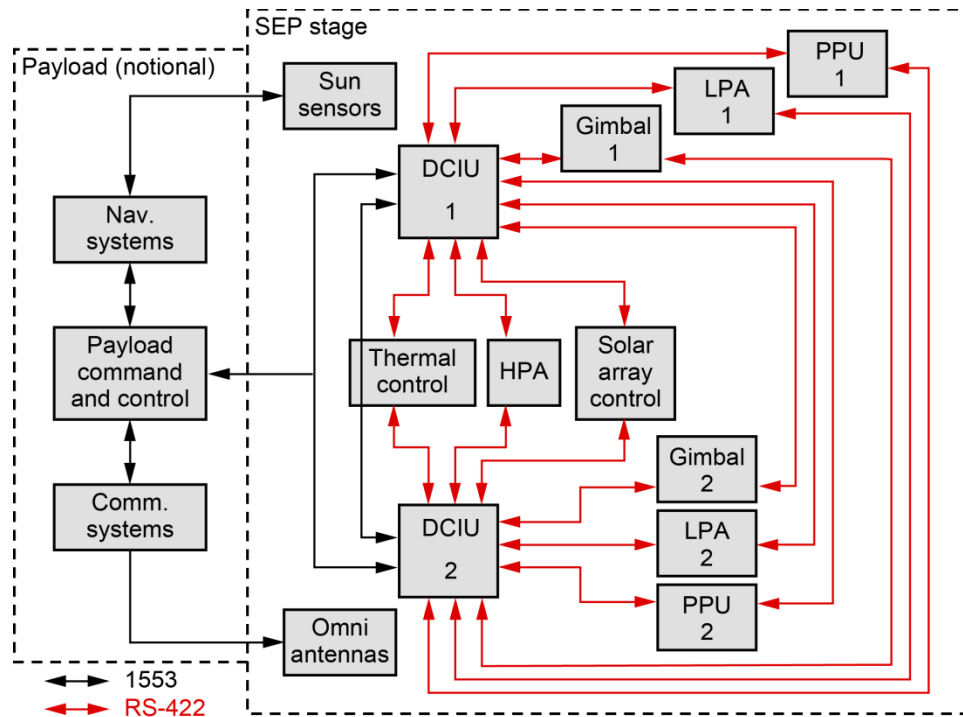 SEP stage
Payload (notional)
Sun
sensors
PPU
1
LPA
1
Gimbal
1
DCIU
1
Nav.
systems
Payload
command
and control
Thermal
control
HPA
Solar
array
control
Comm.
systems
Gimbal
2
DCIU
2
LPA
2
PPU
2
Omni
antennas
1553
RS-422